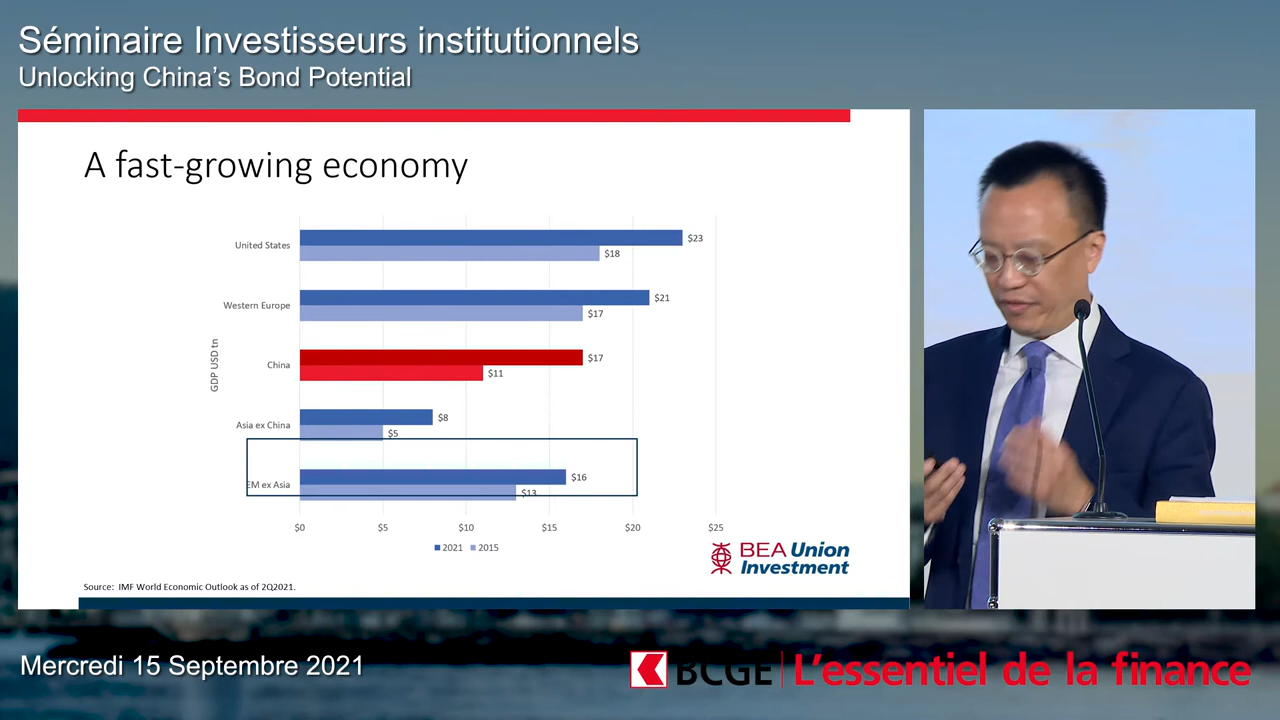 Séminaire Investisseurs institutionnels
Unlocking China's Bond Potential
A fast-growing economy
GDP USD tn
United States
$23
$18
Western Europe
$21
$17
China
$17
$11
Asia ex China
$8
$5
EM ex Asia
$16
$13
$0 $5 $10 $15 $20 $25
2021 2015
BEA Union
Investment
Source: IMF World Economic Outlook as of 2Q2021.
Mercredi 15 Septembre 2021
BCGE L'essentiel de la finance